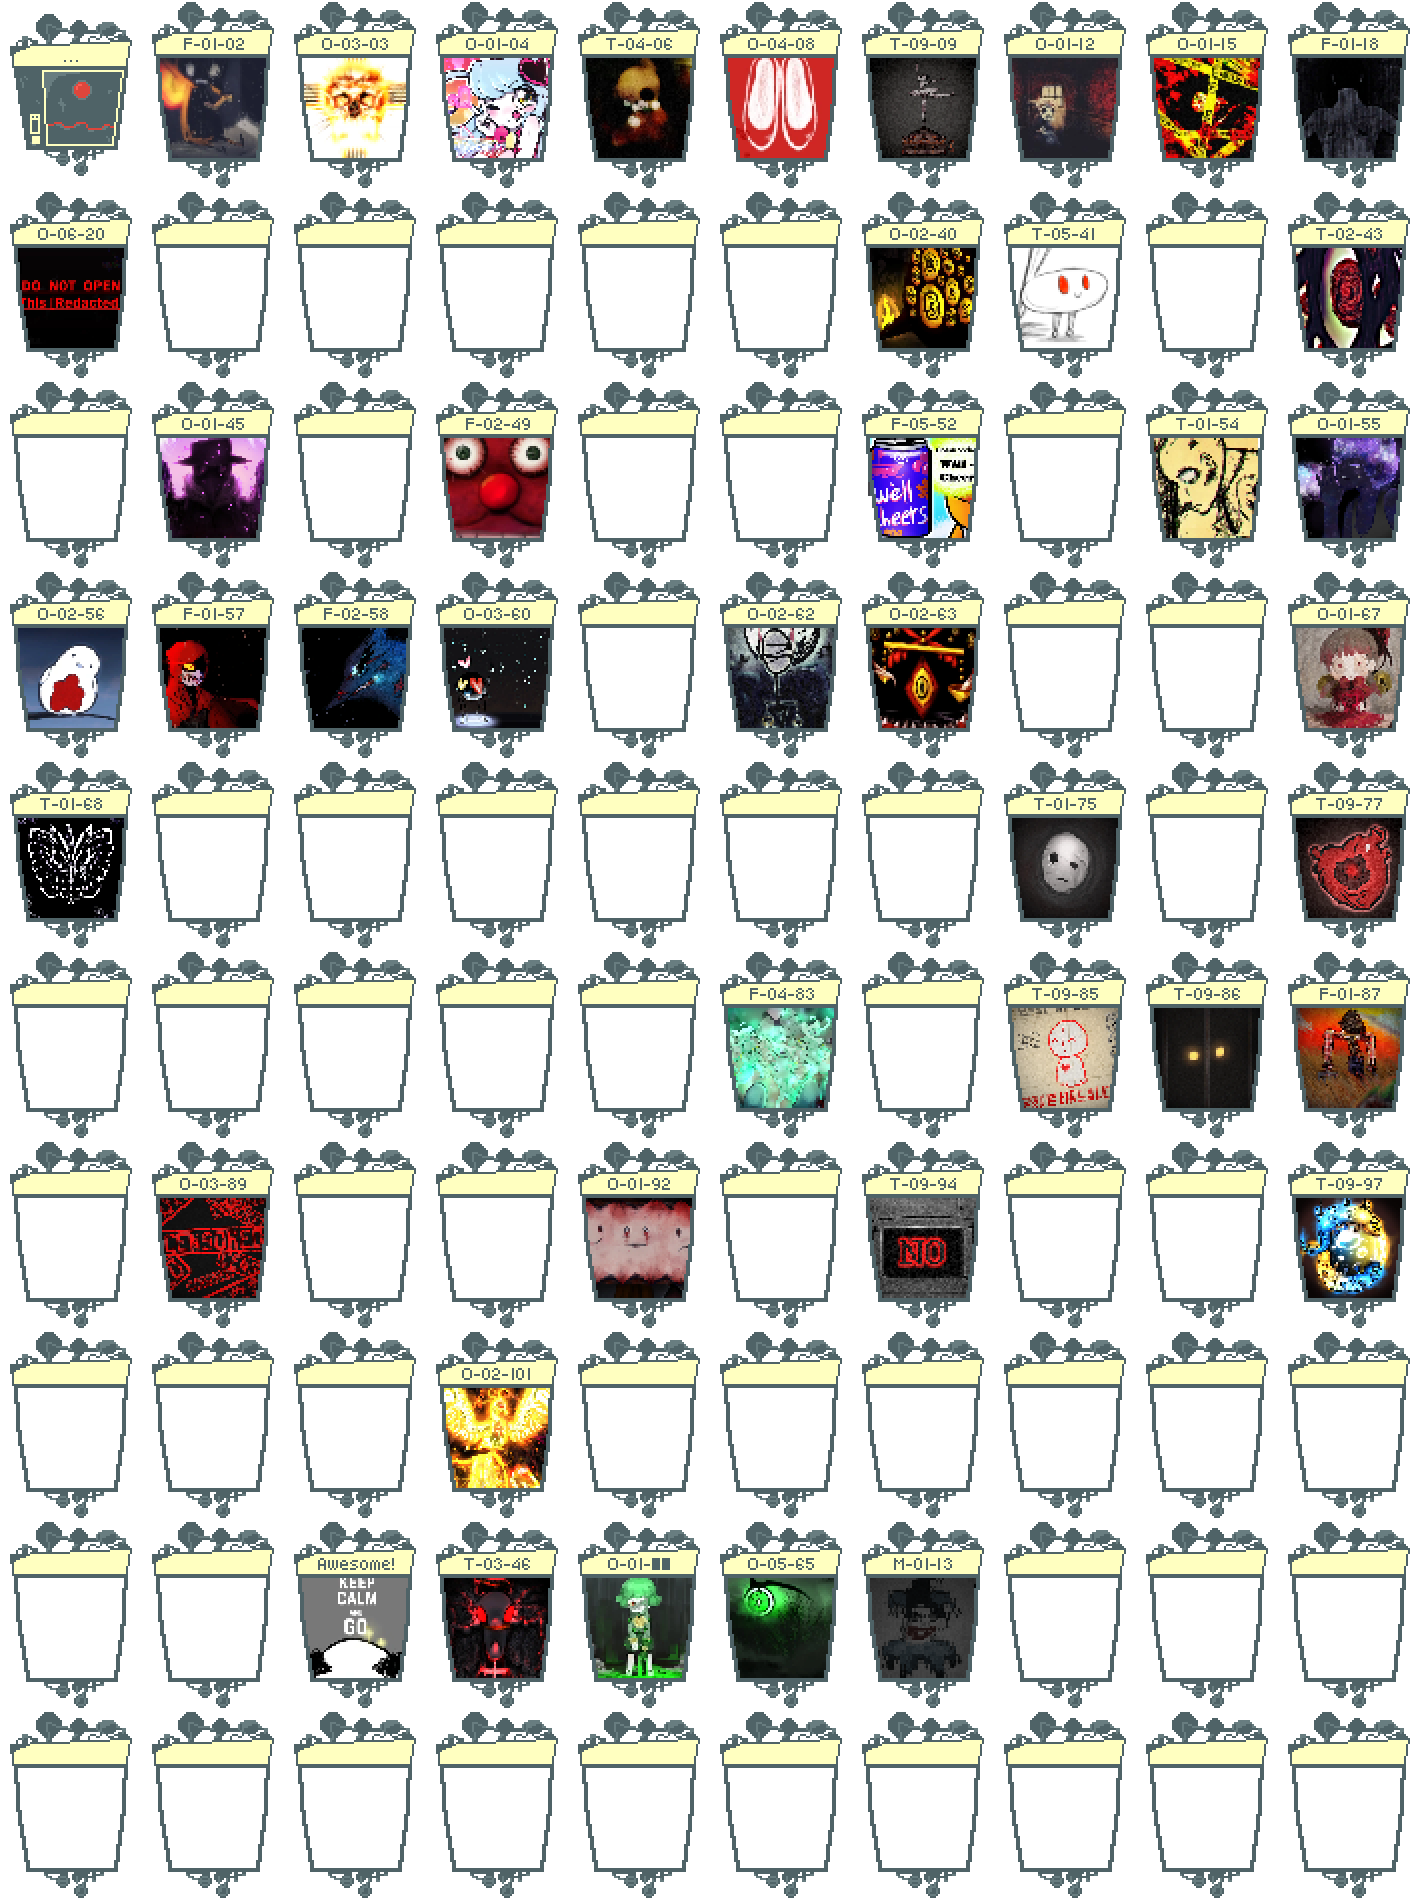 ...
F-01-02
O-03-03
O-01-04
T-04-06
O-04-08
T-09-09
O-01-12
O-01-15
F-01-18
O-06-20
DO NOT OPEN
This [Redacted]
O-02-40
T-05-41
T-02-43
O-01-45
F-02-49
F-05-52
Well
Cheers
Well -
Cheer
T-01-54
O-01-55
O-02-56
F-01-57
F-02-58
O-03-60
O-02-62
O-02-63
O-01-67
T-01-68
T-01-75
T-09-77
F-04-83
T-09-85
T-09-86
F-01-87
O-03-89
O-01-92
T-09-94
NO
T-09-97
O-02-101
Awesome!
KEEP
CALM
AND
GO
T-03-46
O-01-██
O-05-65
M-01-13